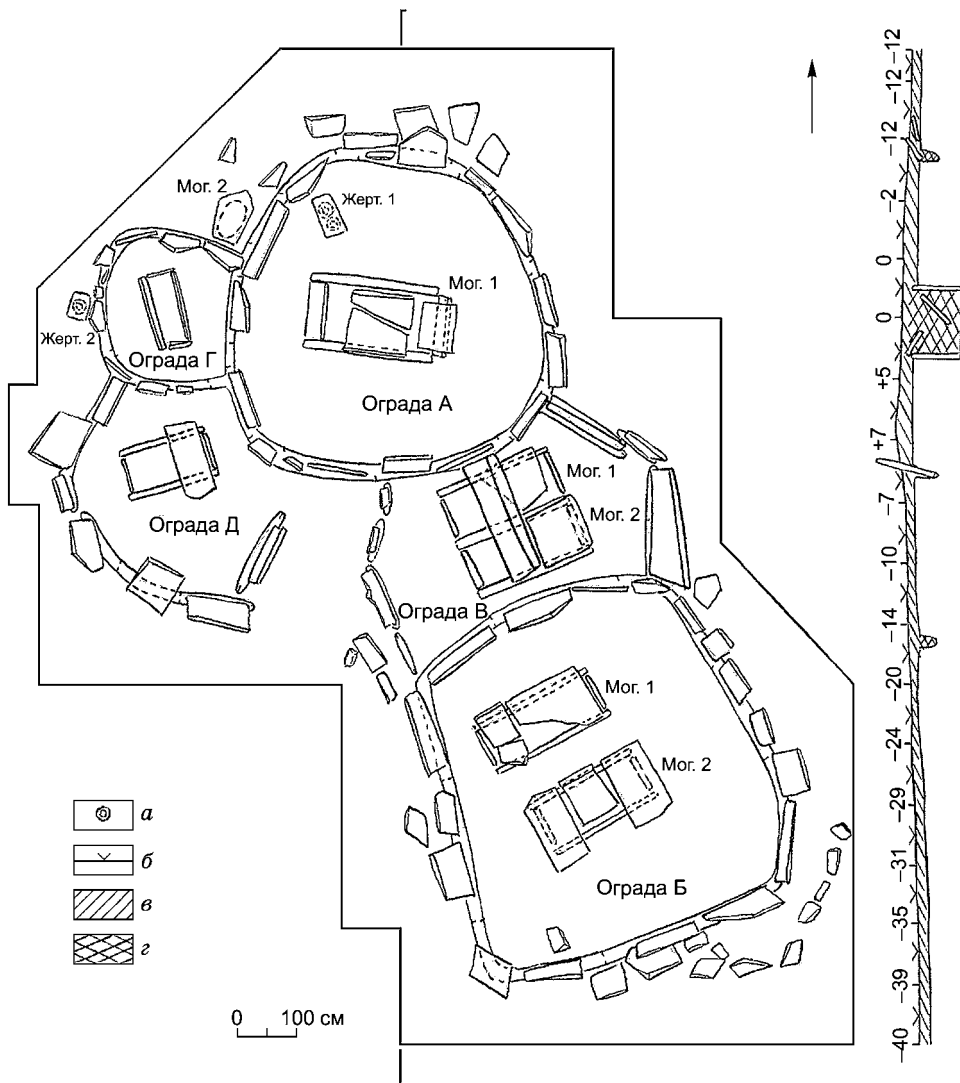 Мог. 2
Жерт. 1
Мог. 1
Жерт. 2
Ограда Г
Ограда А
Мог. 1
Мог. 2
Ограда Д
Ограда В
Мог. 1
Мог. 2
Ограда Б
а
б
в
г
0 100 см
−12
−12
−12
−2
0
0
+5
+7
−7
−10
−14
−20
−24
−29
−31
−35
−39
−40